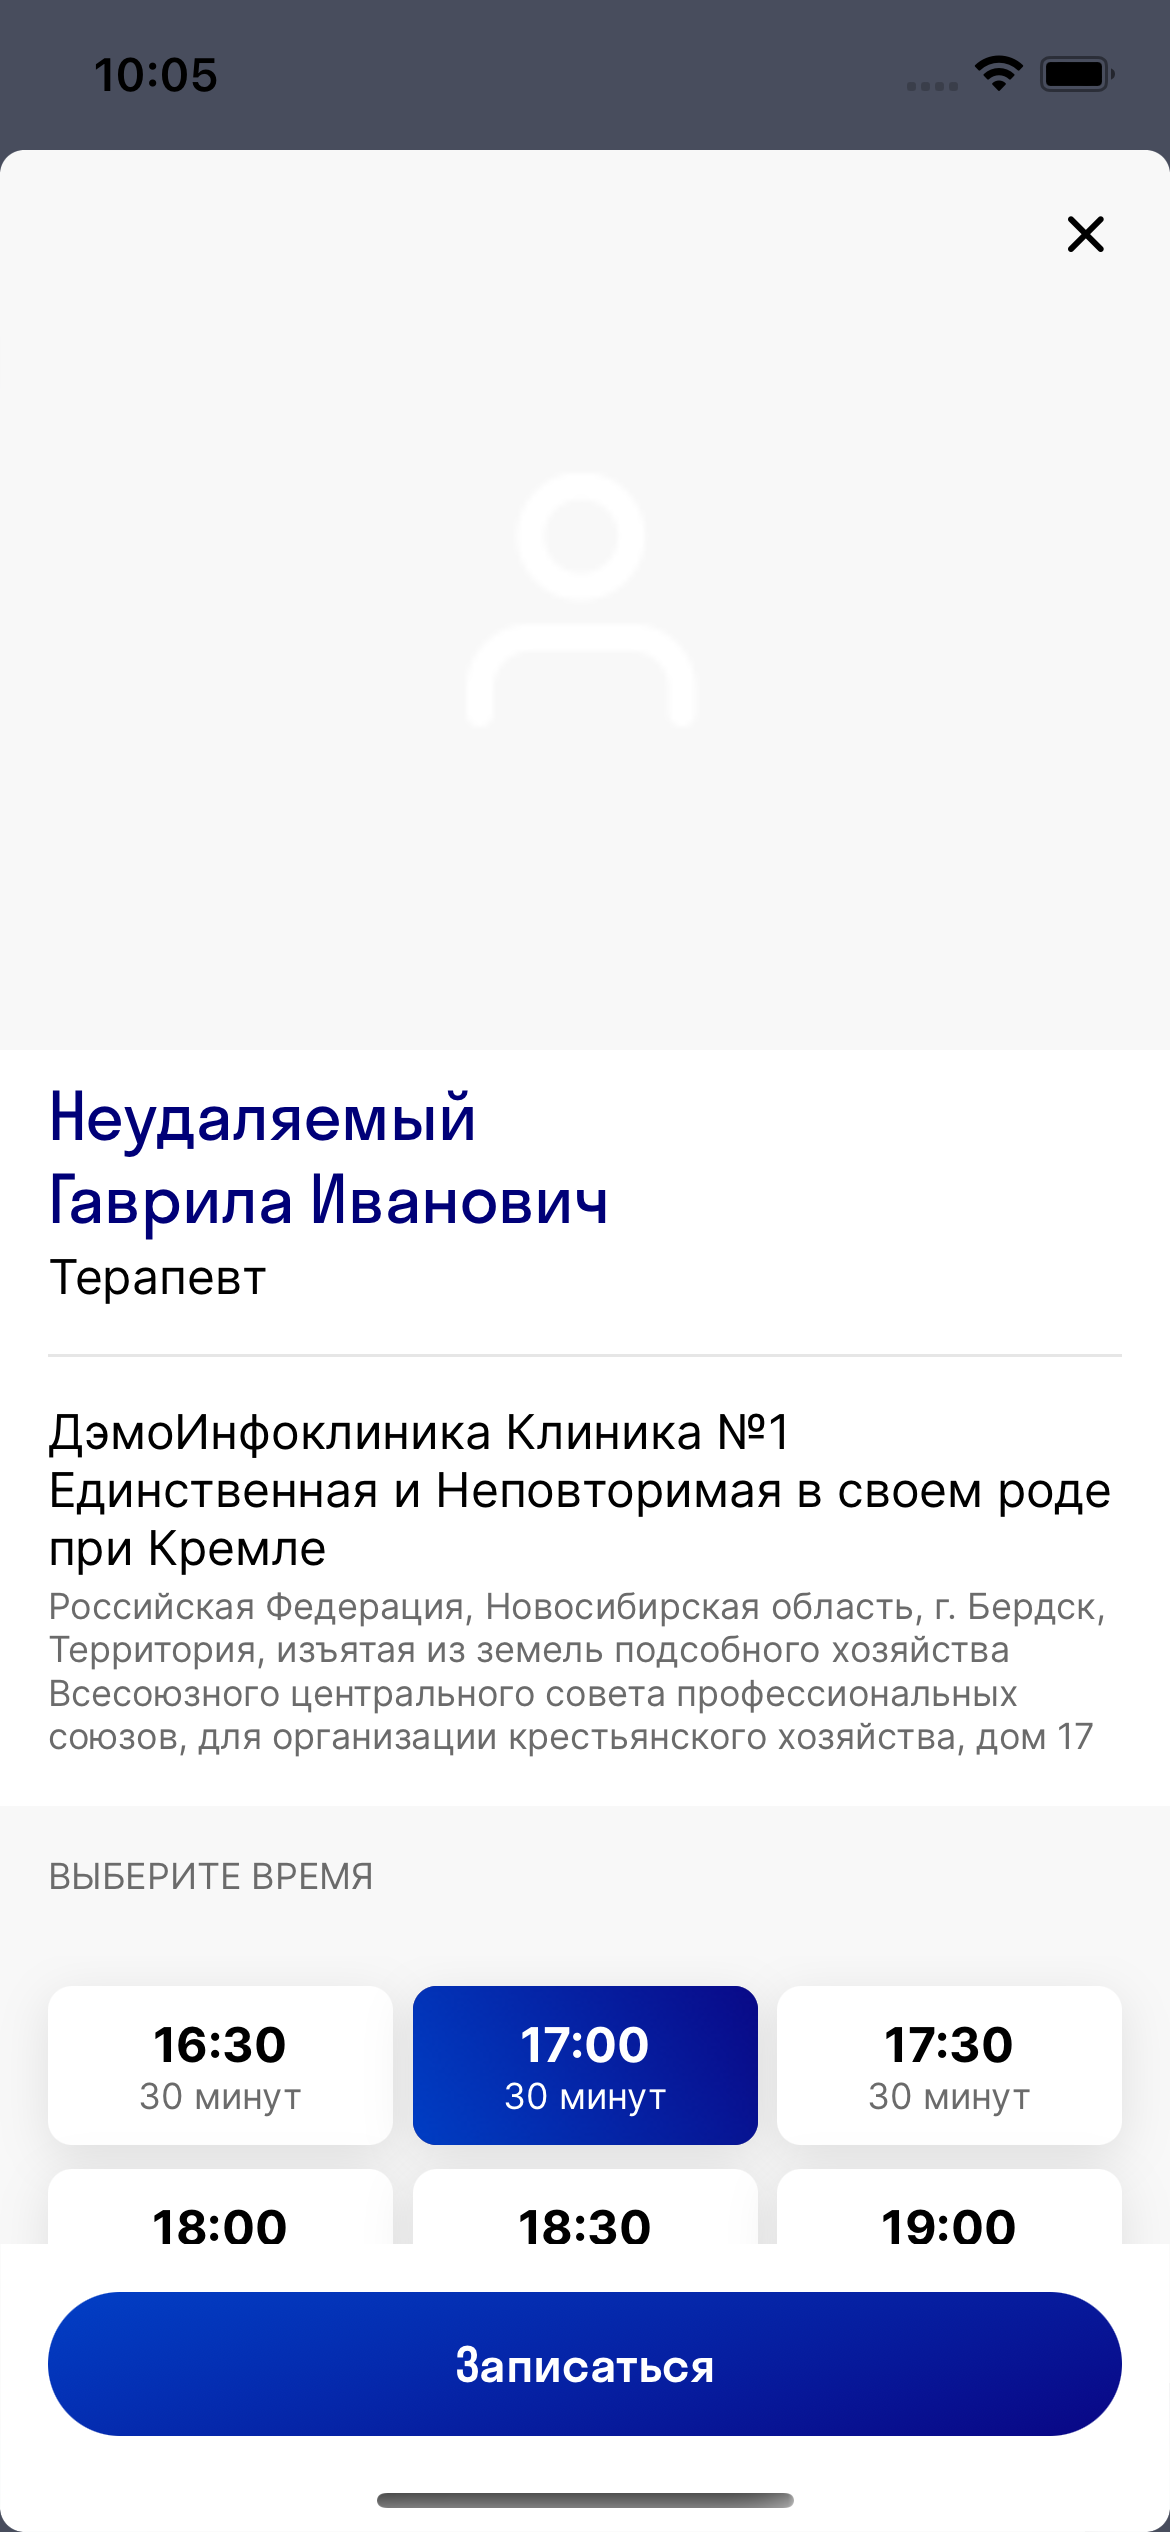 10:05
Неудаляемый
Гаврила Иванович
Терапевт
ДэмоИнфоклиника Клиника №1
Единственная и Неповторимая в своем роде
при Кремле
Российская Федерация, Новосибирская область, г. Бердск,
Территория, изъятая из земель подсобного хозяйства
Всесоюзного центрального совета профессиональных
союзов, для организации крестьянского хозяйства, дом 17
ВЫБЕРИТЕ ВРЕМЯ
16:30 17:00 17:30
30 минут 30 минут 30 минут
18:00 18:30 19:00
Записаться